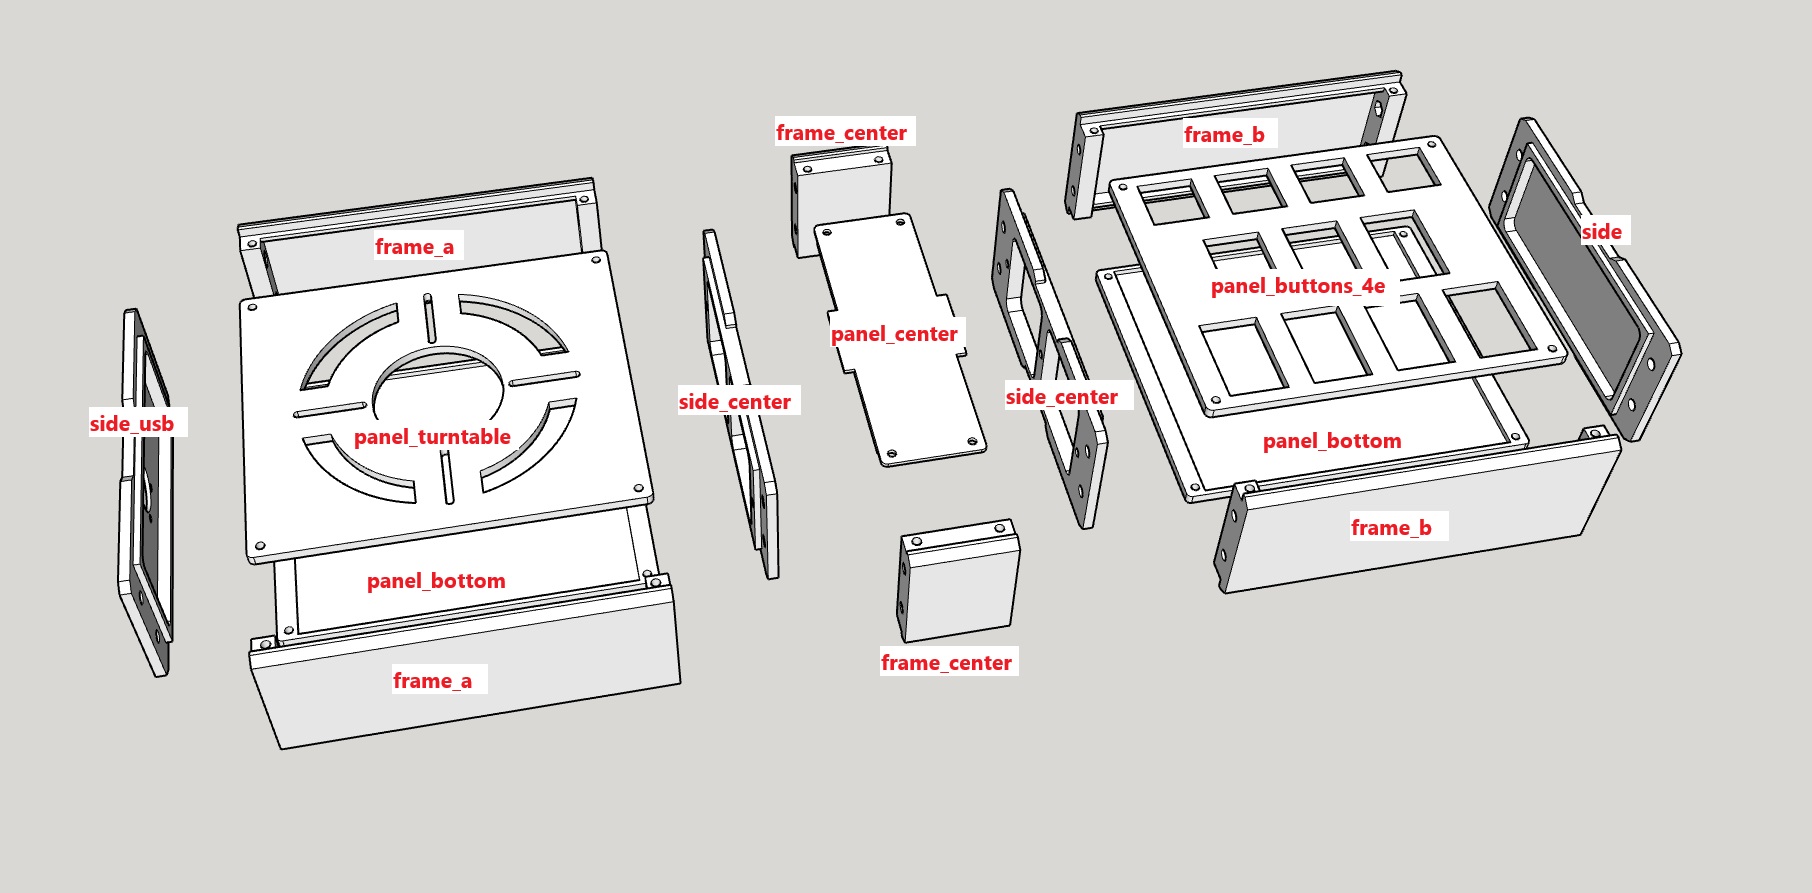 frame_center
frame_b
side
frame_a
panel_buttons_4e
panel_center
side_center
side_center
side_usb
panel_turntable
panel_bottom
frame_b
panel_bottom
frame_center
frame_a